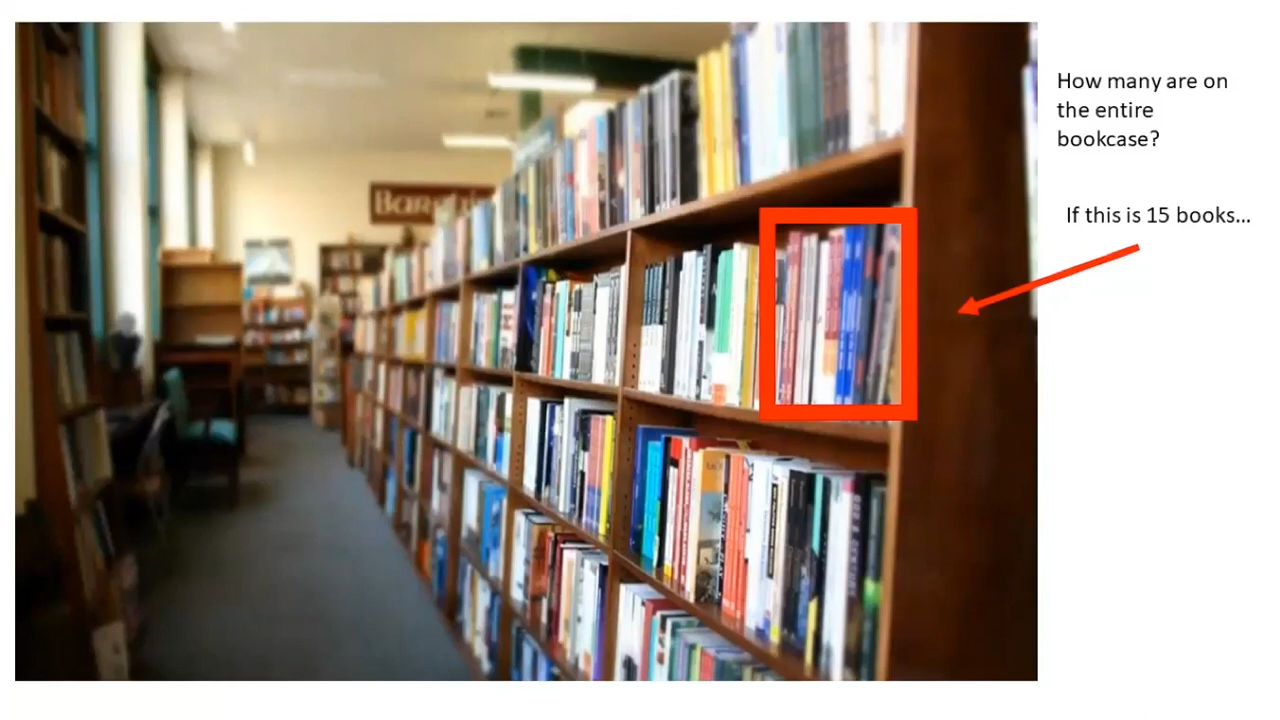 How many are on
the entire
bookcase?
If this is 15 books...